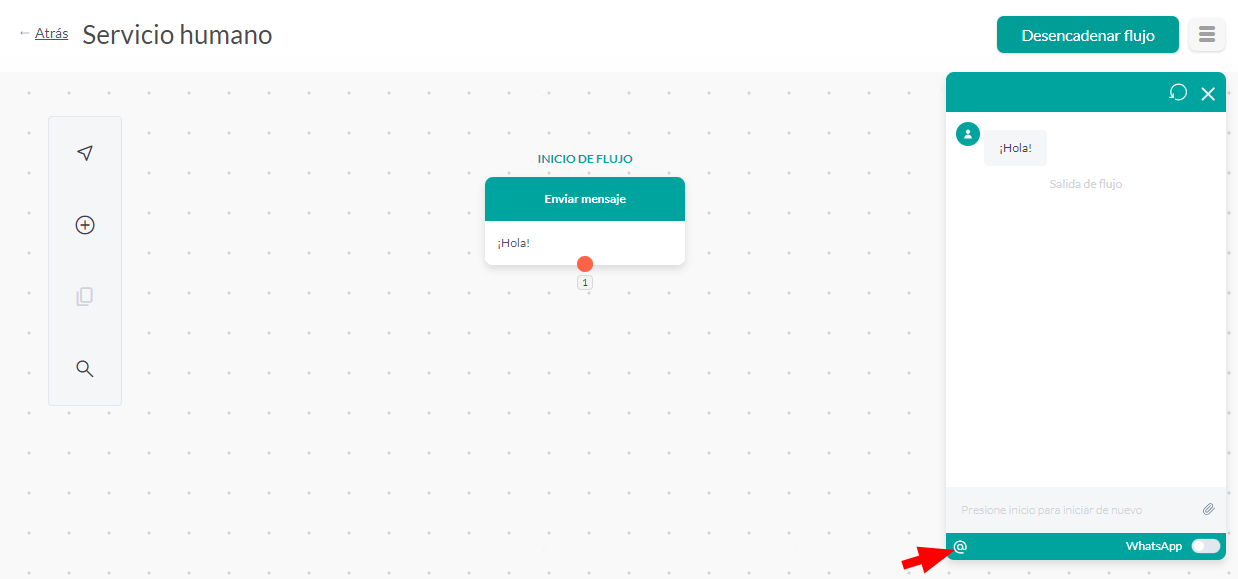 ← Atrás
Servicio humano
Desencadenar flujo
INICIO DE FLUJO
Enviar mensaje
¡Hola!
1
¡Hola!
Salida de flujo
Presione inicio para iniciar de nuevo
@
WhatsApp